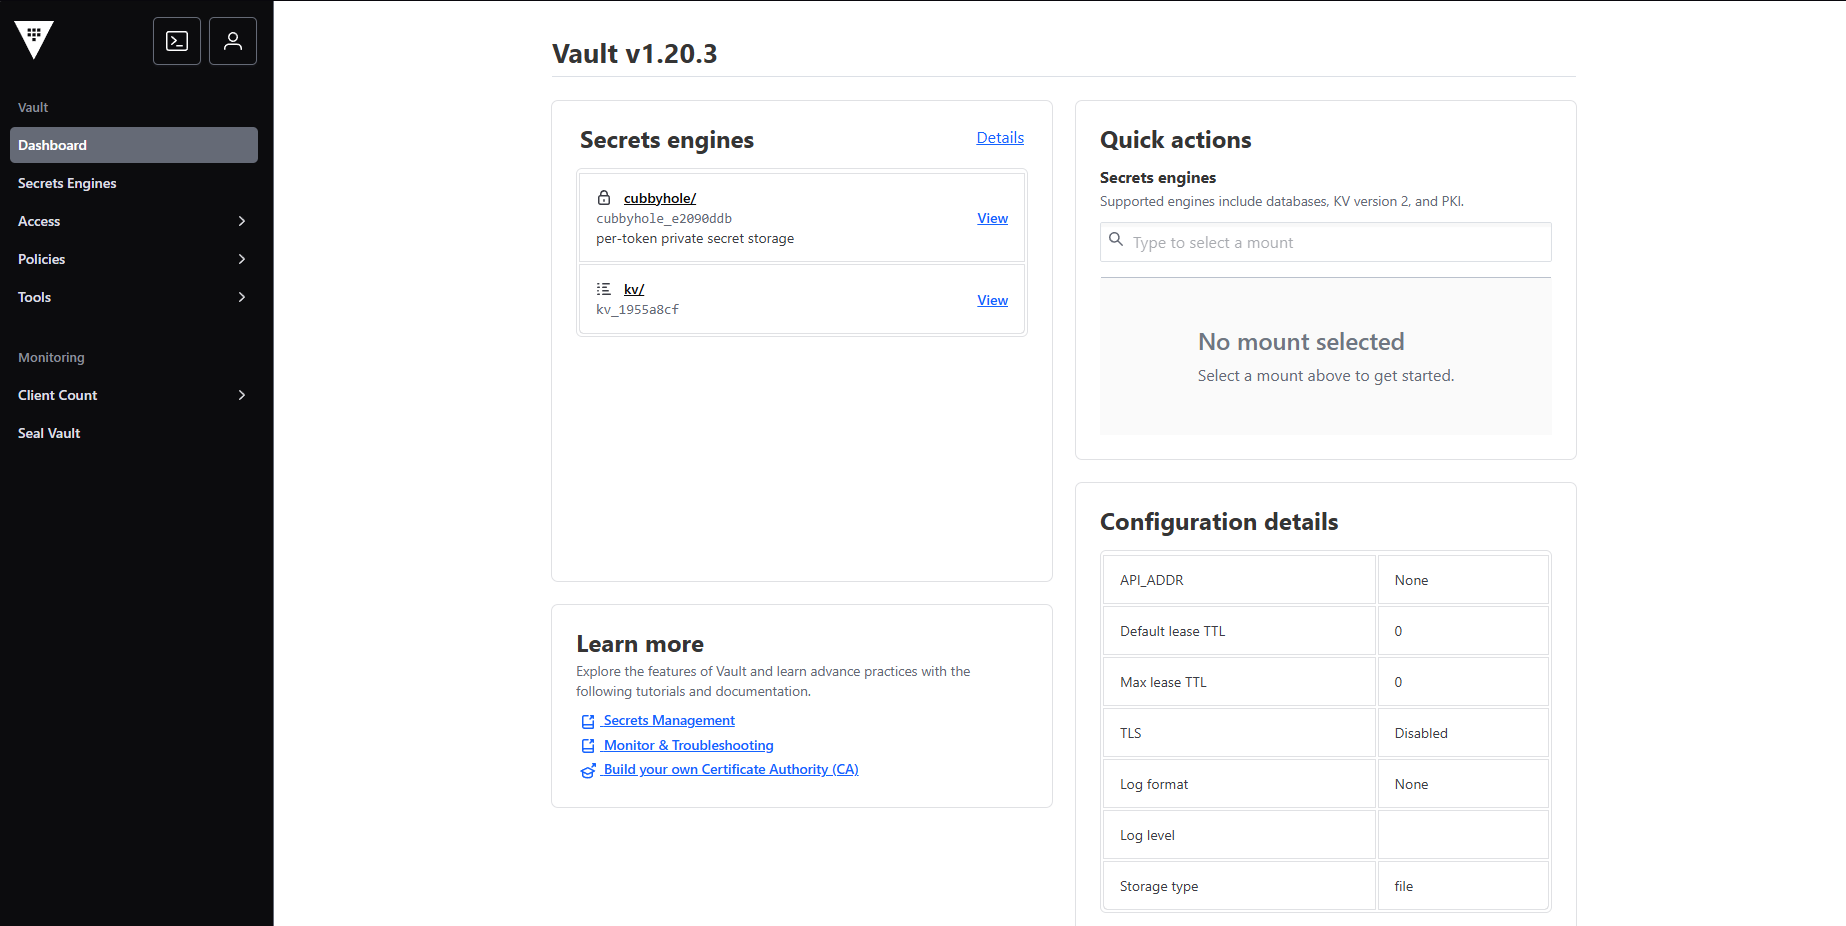 Vault
Dashboard
Secrets Engines
Access
Policies
Tools
Monitoring
Client Count
Seal Vault
Vault v1.20.3
Secrets engines
Details
cubbyhole/
cubbyhole_e2090ddb
per-token private secret storage
View
kv/
kv_1955a8cf
View
Learn more
Explore the features of Vault and learn advance practices with the
following tutorials and documentation.
Secrets Management
Monitor & Troubleshooting
Build your own Certificate Authority (CA)
Quick actions
Secrets engines
Supported engines include databases, KV version 2, and PKI.
Type to select a mount
No mount selected
Select a mount above to get started.
Configuration details
API_ADDR None
Default lease TTL 0
Max lease TTL 0
TLS Disabled
Log format None
Log level
Storage type file